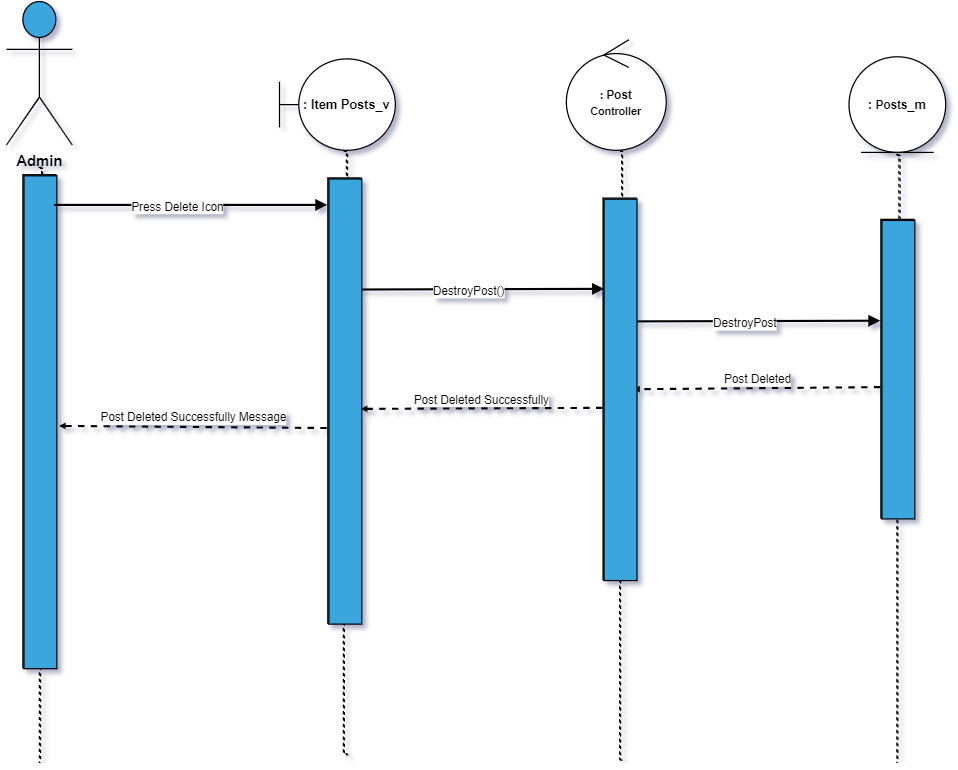 : Item Posts_v
: Post
Controller
: Posts_m
Admin
Press Delete Icon
DestroyPost()
DestroyPost
Post Deleted
Post Deleted Successfully
Post Deleted Successfully Message